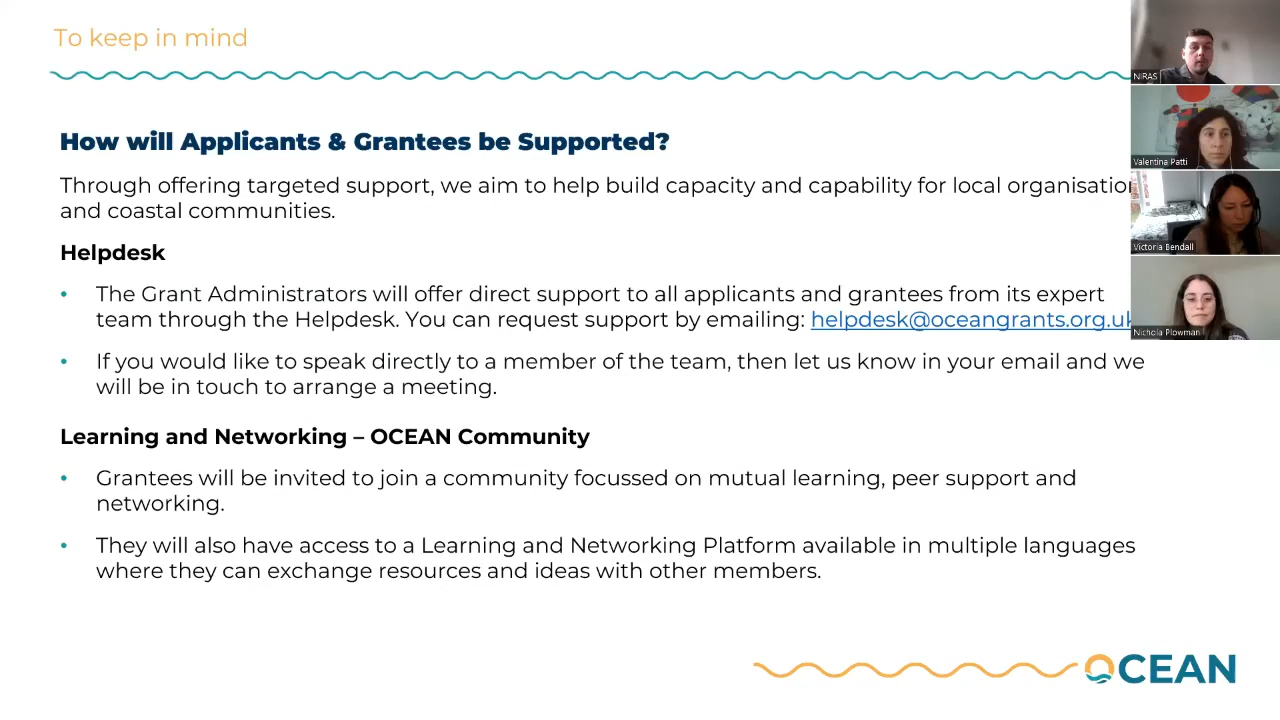 To keep in mind
How will Applicants & Grantees be Supported?
Through offering targeted support, we aim to help build capacity and capability for local organisation
and coastal communities.
Helpdesk
• The Grant Administrators will offer direct support to all applicants and grantees from its expert
team through the Helpdesk. You can request support by emailing: helpdesk@oceangrants.org.uk
• If you would like to speak directly to a member of the team, then let us know in your email and we
will be in touch to arrange a meeting.
Learning and Networking – OCEAN Community
• Grantees will be invited to join a community focussed on mutual learning, peer support and
networking.
• They will also have access to a Learning and Networking Platform available in multiple languages
where they can exchange resources and ideas with other members.
OCEAN
NIRAS
Valentina Patti
Victoria Bendall
Nichola Plowman